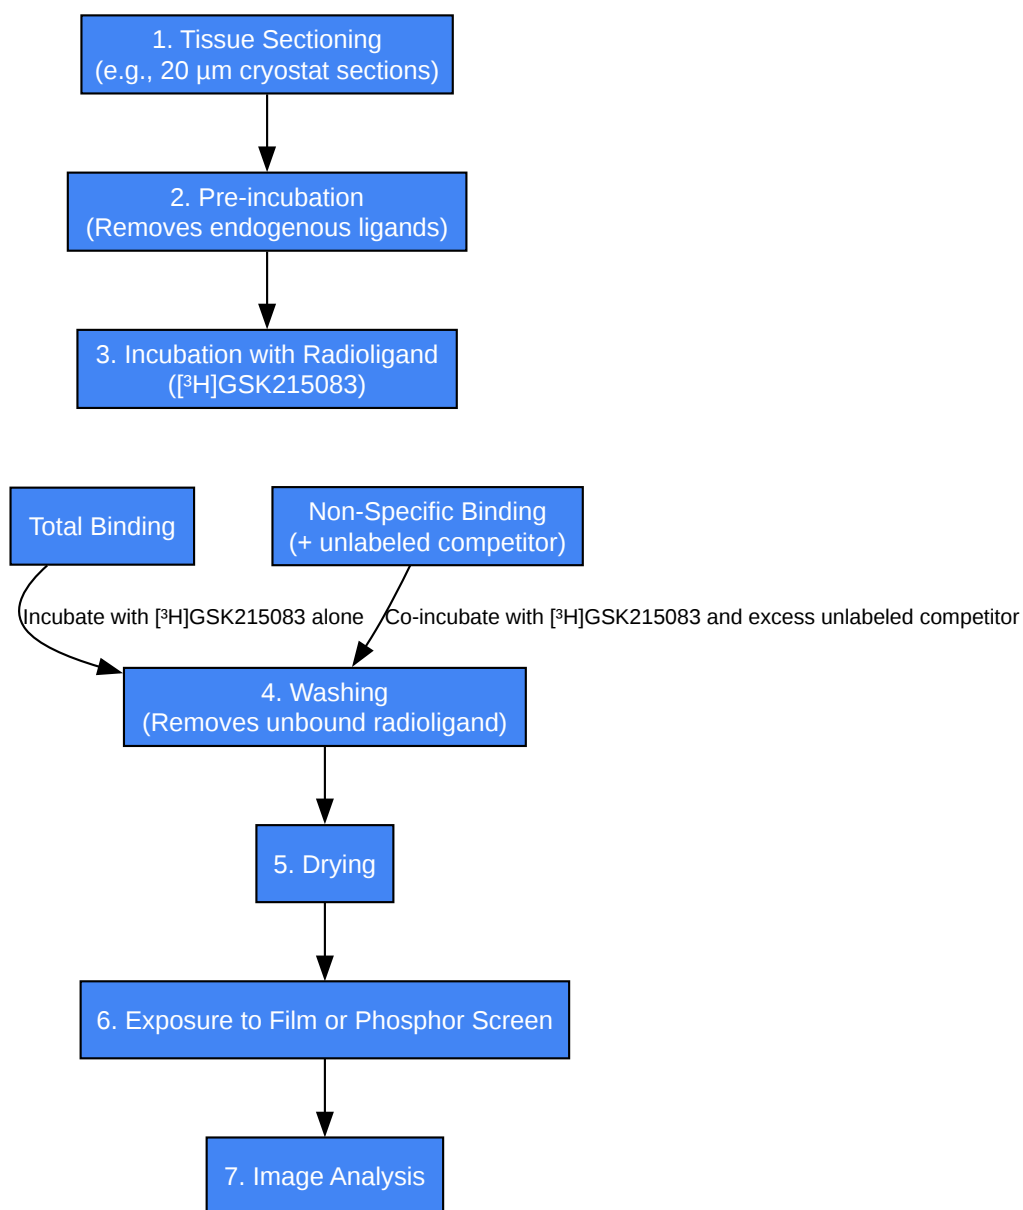 1. Tissue Sectioning
(e.g., 20 µm cryostat sections)
2. Pre-incubation
(Removes endogenous ligands)
3. Incubation with Radioligand
([³H]GSK215083)
Total Binding
Non-Specific Binding
(+ unlabeled competitor)
Incubate with [³H]GSK215083 alone
Co-incubate with [³H]GSK215083 and excess unlabeled competitor
4. Washing
(Removes unbound radioligand)
5. Drying
6. Exposure to Film or Phosphor Screen
7. Image Analysis